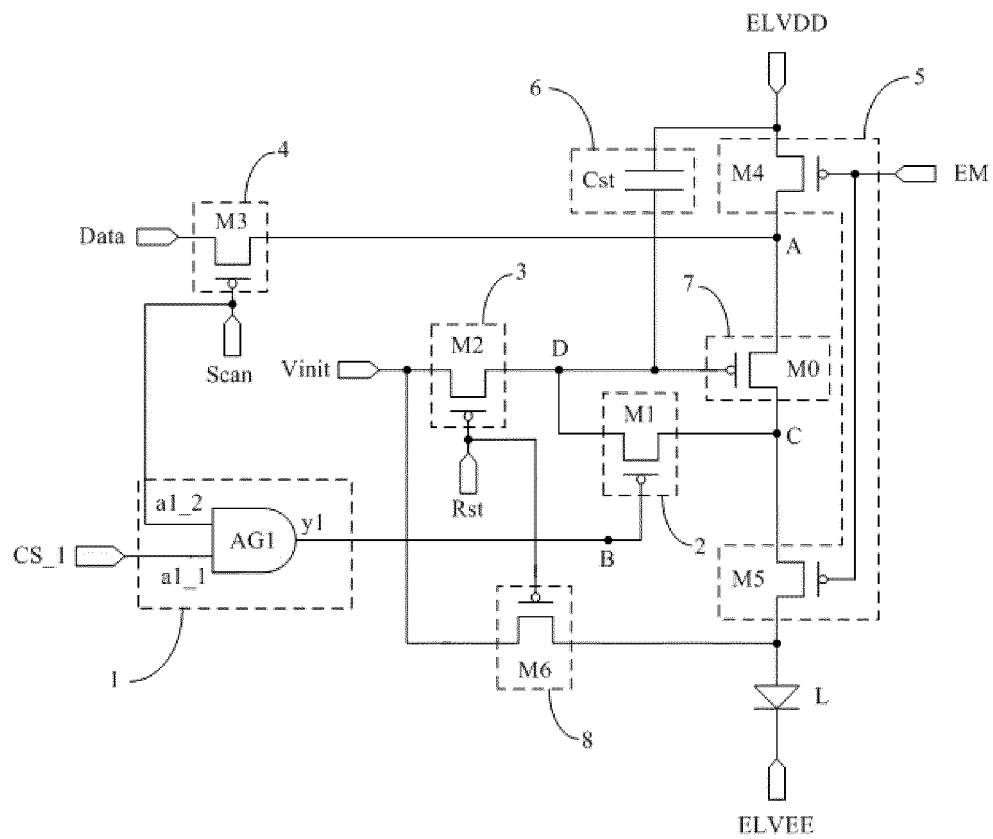 ELVDD
6
5
4
Cst
M4
EM
M3
Data
A
3
7
Scan
Vinit
M2
D
M0
M1
C
Rst
a1_2
y1
CS_1
AG1
B
2
a1_1
M5
1
M6
L
8
ELVEE